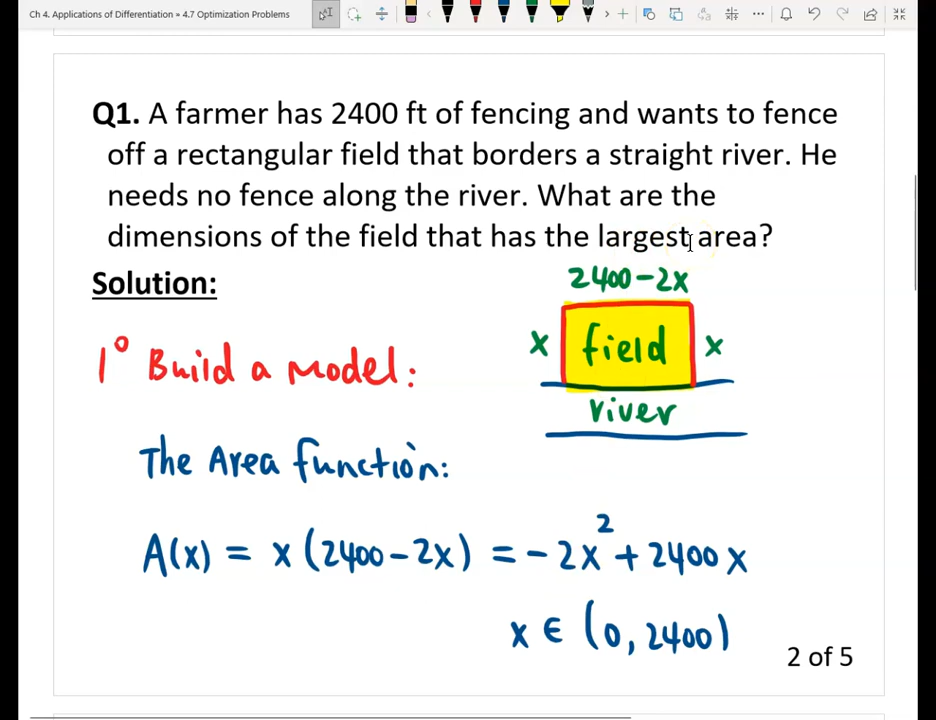 Ch 4. Applications of Differentiation » 4.7 Optimization Problems
Q1. A farmer has 2400 ft of fencing and wants to fence
off a rectangular field that borders a straight river. He
needs no fence along the river. What are the
dimensions of the field that has the largest area?
Solution:
2400-2x
x field x
river
1° Build a model:
The Area function:
A(x) = x (2400-2x) = -2x² + 2400x
x ∈ (0, 2400)
2 of 5